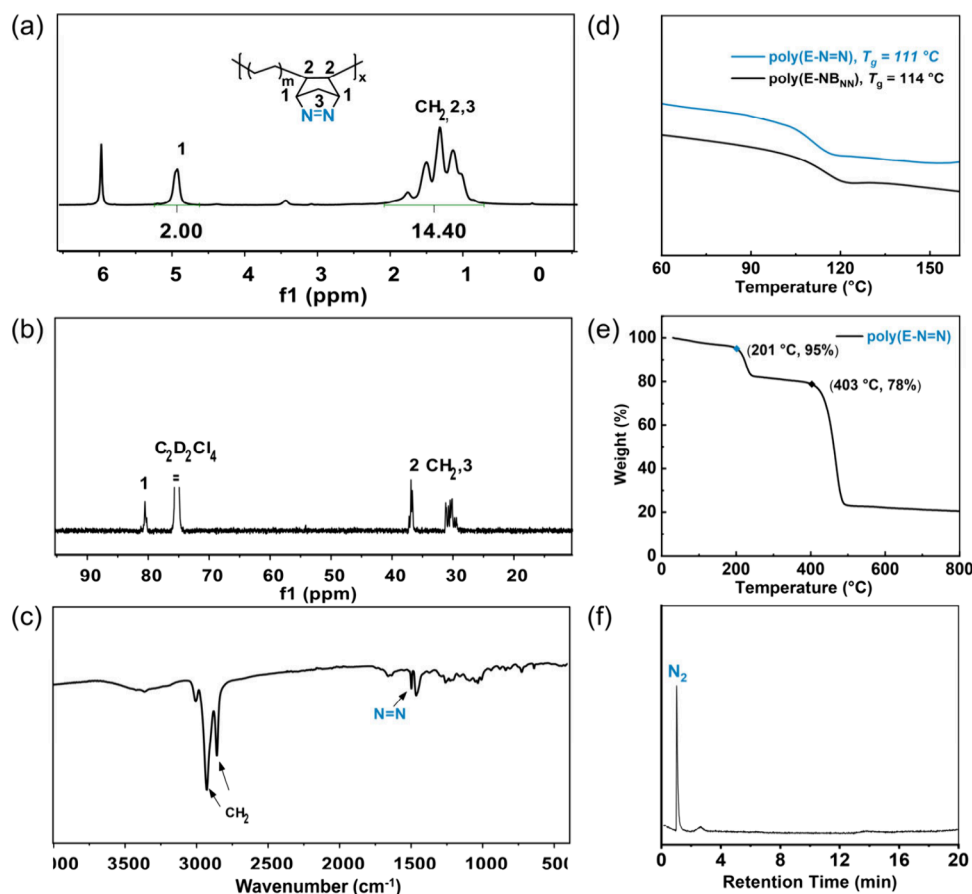 (a)
2 2
m
x
1 3 1
N=N
CH₂, 2,3
1
2.00
14.40
6 5 4 3 2 1 0
f1 (ppm)
(b)
C₂D₂Cl₄
=
1
2 CH₂,3
90 80 70 60 50 40 30 20
f1 (ppm)
(c)
N=N
CH₂
000 3500 3000 2500 2000 1500 1000 500
Wavenumber (cm⁻¹)
(d)
poly(E-N=N), Tg = 111 °C
poly(E-NBNN), Tg = 114 °C
60 90 120 150
Temperature (°C)
(e)
poly(E-N=N)
(201 °C, 95%)
(403 °C, 78%)
Weight (%)
100
80
60
40
20
0
0 200 400 600 800
Temperature (°C)
(f)
N₂
0 4 8 12 16 20
Retention Time (min)